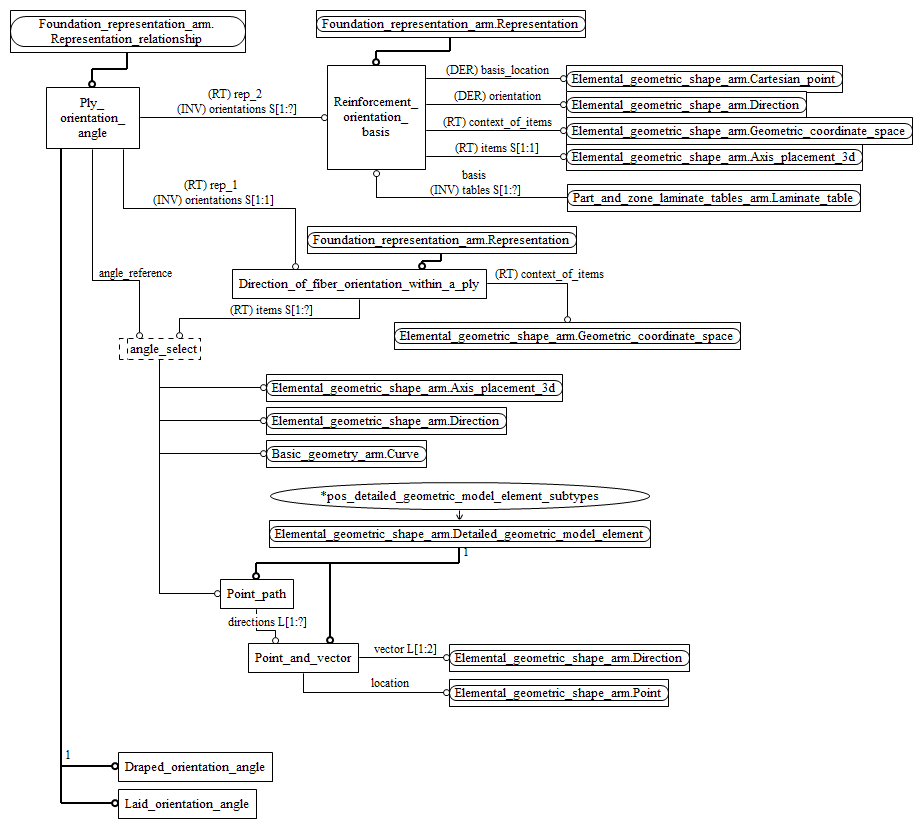 Foundation_representation_arm.
Representation_relationship
Foundation_representation_arm.Representation
Ply_
orientation_
angle
(RT) rep_2
(INV) orientations S[1:?]
Reinforcement_
orientation_
basis
(DER) basis_location
Elemental_geometric_shape_arm.Cartesian_point
(DER) orientation
Elemental_geometric_shape_arm.Direction
(RT) context_of_items
Elemental_geometric_shape_arm.Geometric_coordinate_space
(RT) items S[1:1]
Elemental_geometric_shape_arm.Axis_placement_3d
basis
(INV) tables S[1:?]
Part_and_zone_laminate_tables_arm.Laminate_table
(RT) rep_1
(INV) orientations S[1:1]
Foundation_representation_arm.Representation
angle_reference
Direction_of_fiber_orientation_within_a_ply
(RT) context_of_items
(RT) items S[1:?]
Elemental_geometric_shape_arm.Geometric_coordinate_space
angle_select
Elemental_geometric_shape_arm.Axis_placement_3d
Elemental_geometric_shape_arm.Direction
Basic_geometry_arm.Curve
*pos_detailed_geometric_model_element_subtypes
Elemental_geometric_shape_arm.Detailed_geometric_model_element
1
Point_path
directions L[1:?]
Point_and_vector
vector L[1:2]
Elemental_geometric_shape_arm.Direction
location
Elemental_geometric_shape_arm.Point
1
Draped_orientation_angle
Laid_orientation_angle